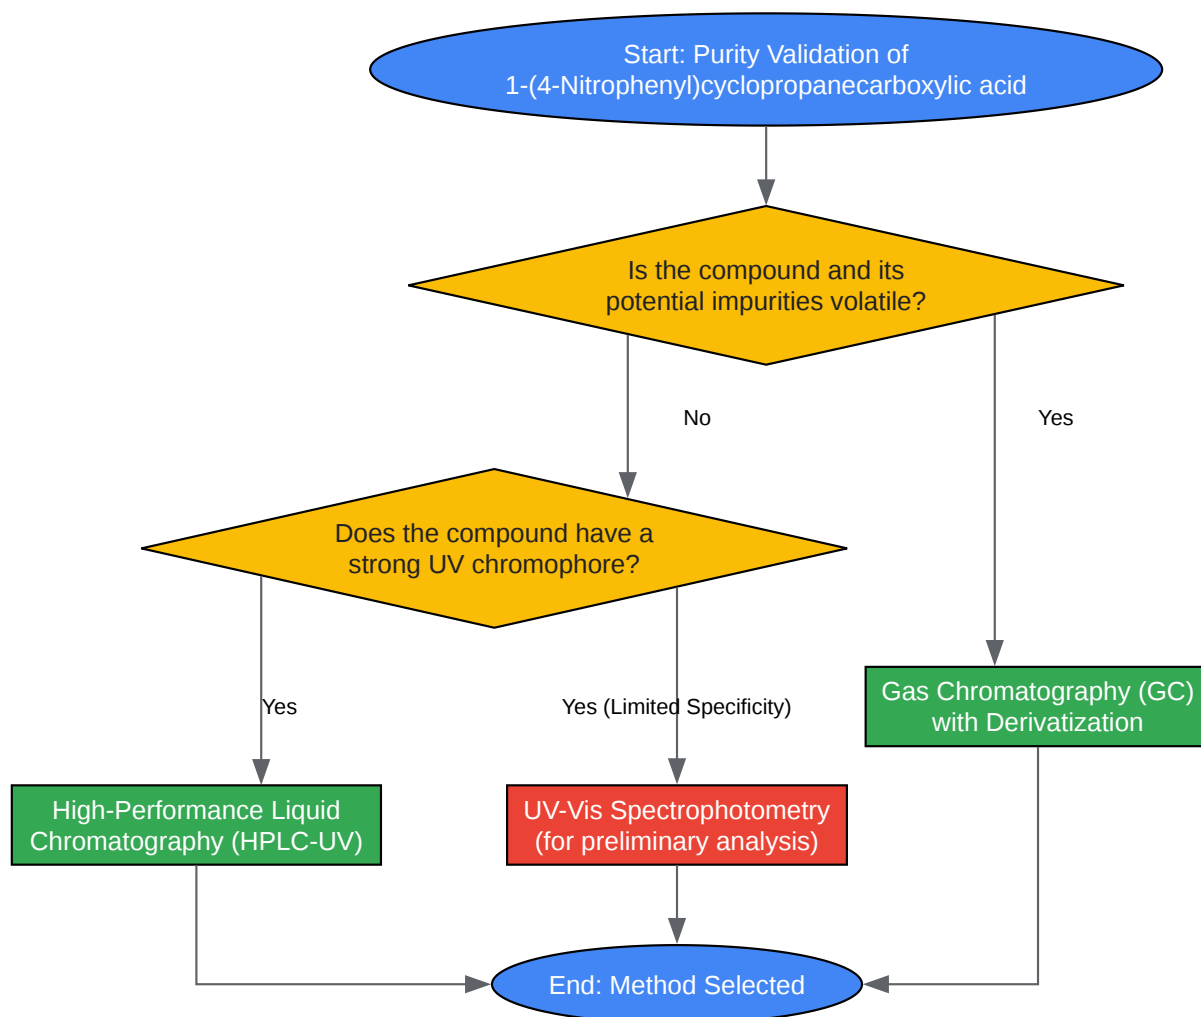 Start: Purity Validation of
1-(4-Nitrophenyl)cyclopropanecarboxylic acid
Is the compound and its
potential impurities volatile?
No
Yes
Does the compound have a
strong UV chromophore?
Yes
Yes (Limited Specificity)
Gas Chromatography (GC)
with Derivatization
High-Performance Liquid
Chromatography (HPLC-UV)
UV-Vis Spectrophotometry
(for preliminary analysis)
End: Method Selected